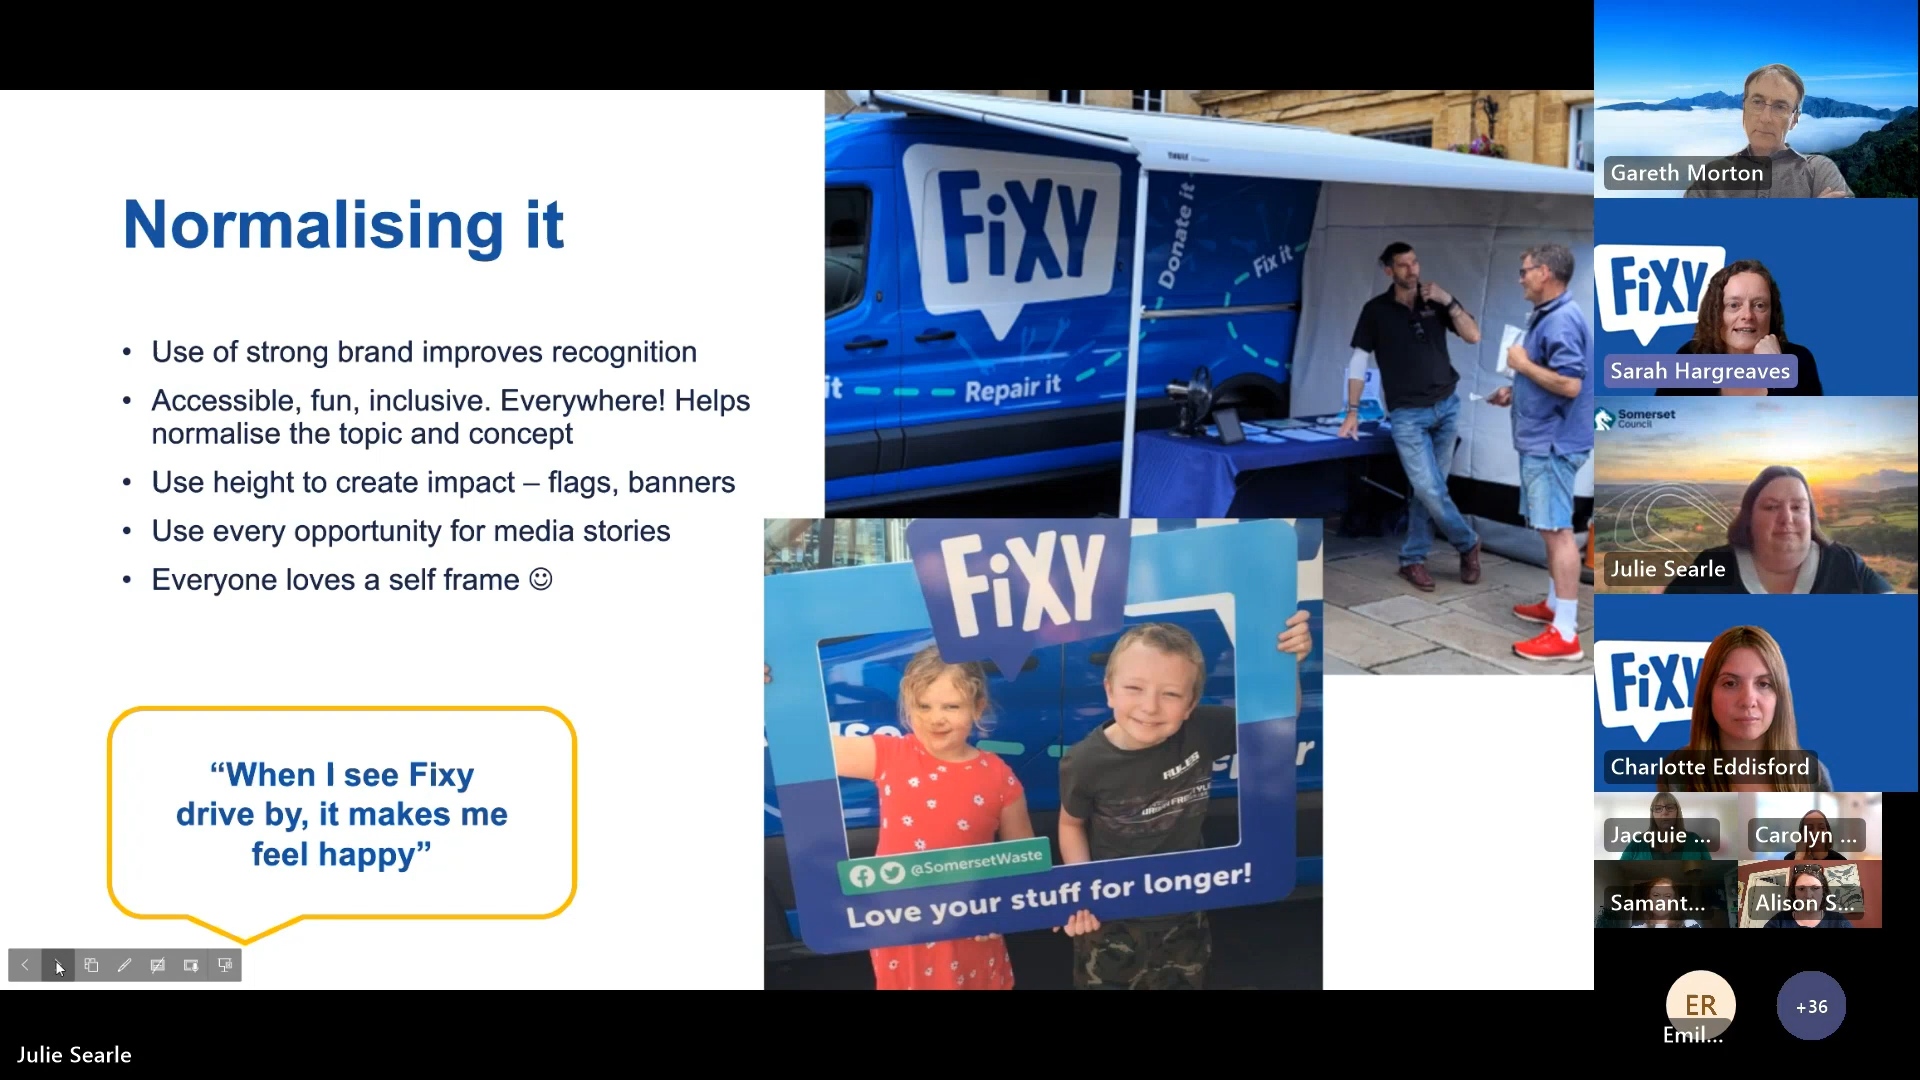 Normalising it
• Use of strong brand improves recognition
• Accessible, fun, inclusive. Everywhere! Helps
normalise the topic and concept
• Use height to create impact – flags, banners
• Use every opportunity for media stories
• Everyone loves a self frame ☺
“When I see Fixy
drive by, it makes me
feel happy”
FiXY
Donate it
Fix it
it
Repair it
FiXY
@SomersetWaste
Love your stuff for longer!
RULES
Gareth Morton
FiXY
Sarah Hargreaves
Somerset
Council
Julie Searle
FiXY
Charlotte Eddisford
Jacquie ...
Carolyn ...
Samant...
Alison S...
ER
Emil...
+36
Julie Searle